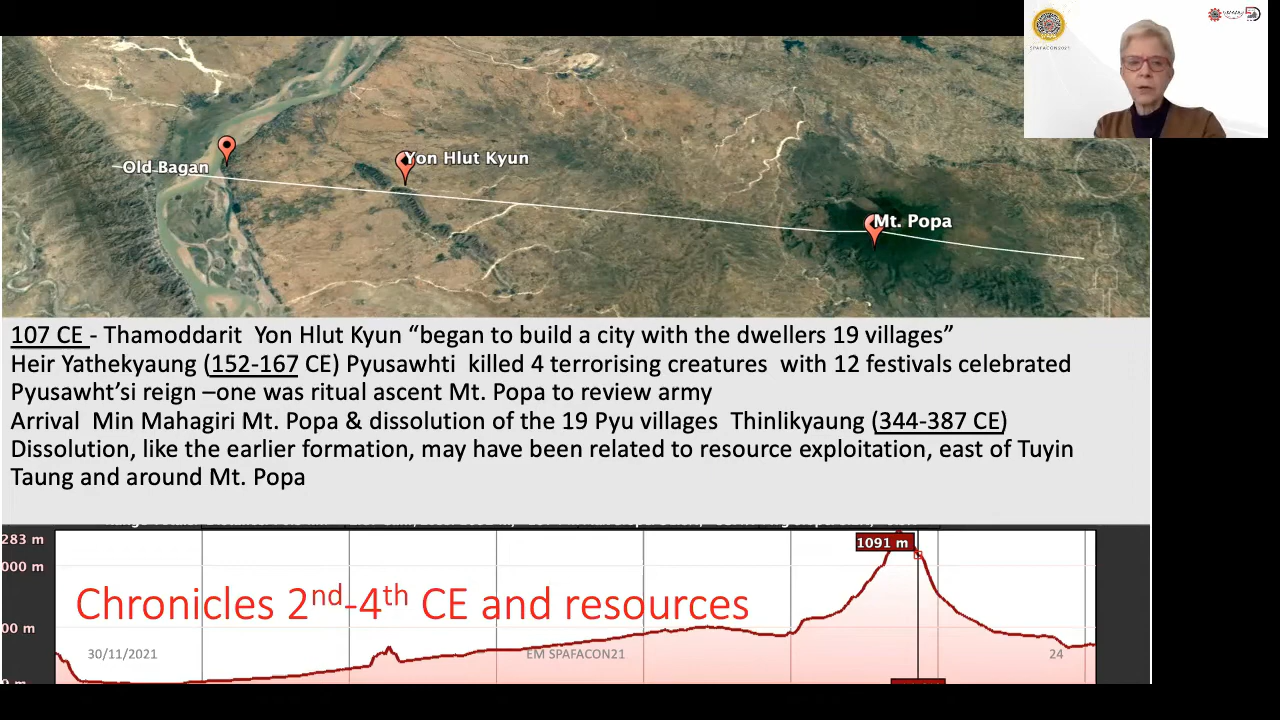 SPAFACON2021
Old Bagan
Yon Hlut Kyun
Mt. Popa
107 CE - Thamoddarit  Yon Hlut Kyun “began to build a city with the dwellers 19 villages”
Heir Yathekyaung (152-167 CE) Pyusawhti  killed 4 terrorising creatures  with 12 festivals celebrated
Pyusawht’si reign –one was ritual ascent Mt. Popa to review army
Arrival  Min Mahagiri Mt. Popa & dissolution of the 19 Pyu villages  Thinlikyaung (344-387 CE)
Dissolution, like the earlier formation, may have been related to resource exploitation, east of Tuyin
Taung and around Mt. Popa
283 m
1091 m
000 m
Chronicles 2nd-4th CE and resources
00 m
30/11/2021
EM SPAFACON21
24